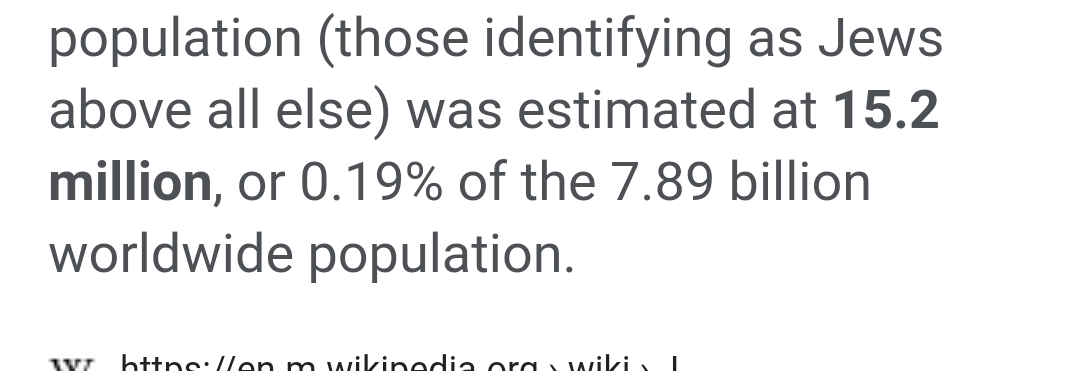 population (those identifying as Jews
above all else) was estimated at 15.2
million, or 0.19% of the 7.89 billion
worldwide population.
W https://en.m.wikipedia.org › wiki ›